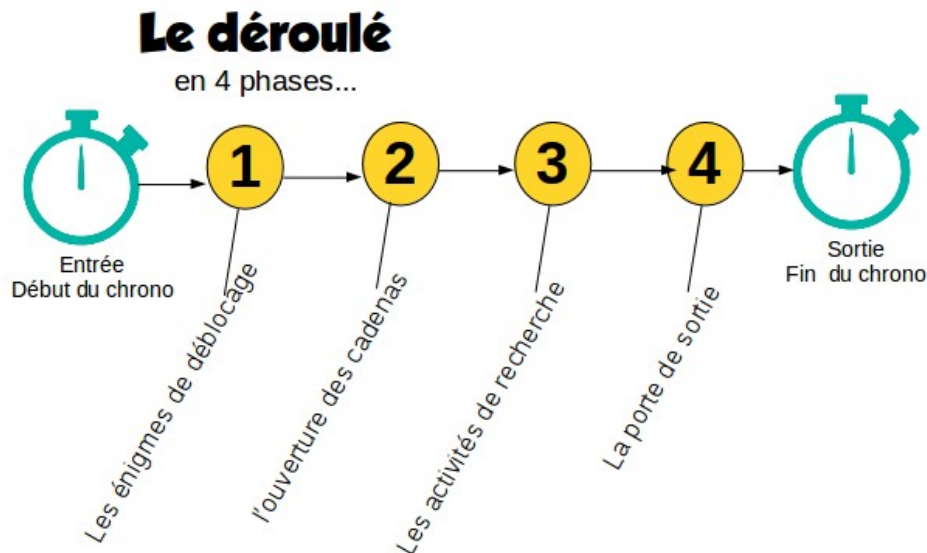 Le déroulé
en 4 phases...
1
2
3
4
Entrée
Début du chrono
Sortie
Fin du chrono
Les énigmes de déblocage
l'ouverture des cadenas
Les activités de recherche
La porte de sortie